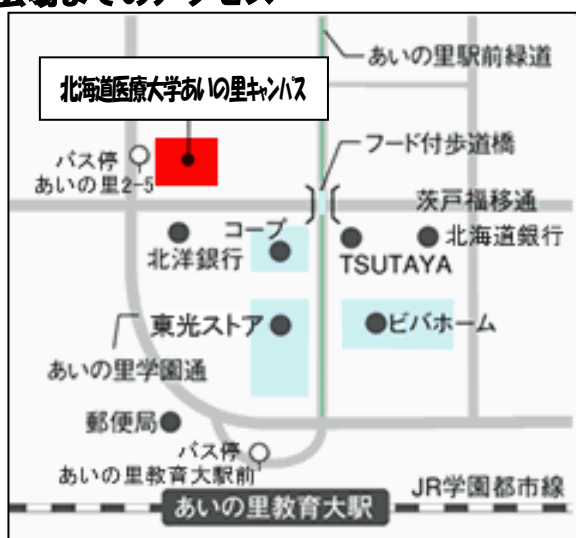 会場までのアクセス
あいの里駅前緑道
北海道医療大学あいの里キャンパス
フード付歩道橋
バス停
あいの里2-5
茨戸福移通
コープ
北洋銀行
TSUTAYA
北海道銀行
東光ストア
ビバホーム
あいの里学園通
郵便局
バス停
あいの里教育大駅前
JR学園都市線
あいの里教育大駅